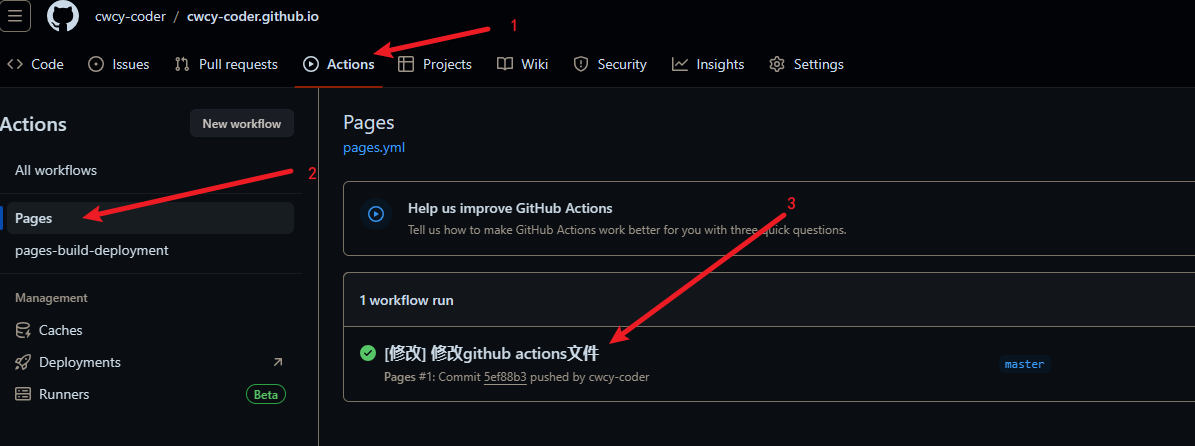 cwcy-coder / cwcy-coder.github.io
1
Code Issues Pull requests Actions Projects Wiki Security Insights Settings
Actions
New workflow
All workflows
2
Pages
pages-build-deployment
Management
Caches
Deployments
Runners
Beta
Pages
pages.yml
3
Help us improve GitHub Actions
Tell us how to make GitHub Actions work better for you with three quick questions.
1 workflow run
[修改] 修改github actions文件
master
Pages #1: Commit 5ef88b3 pushed by cwcy-coder